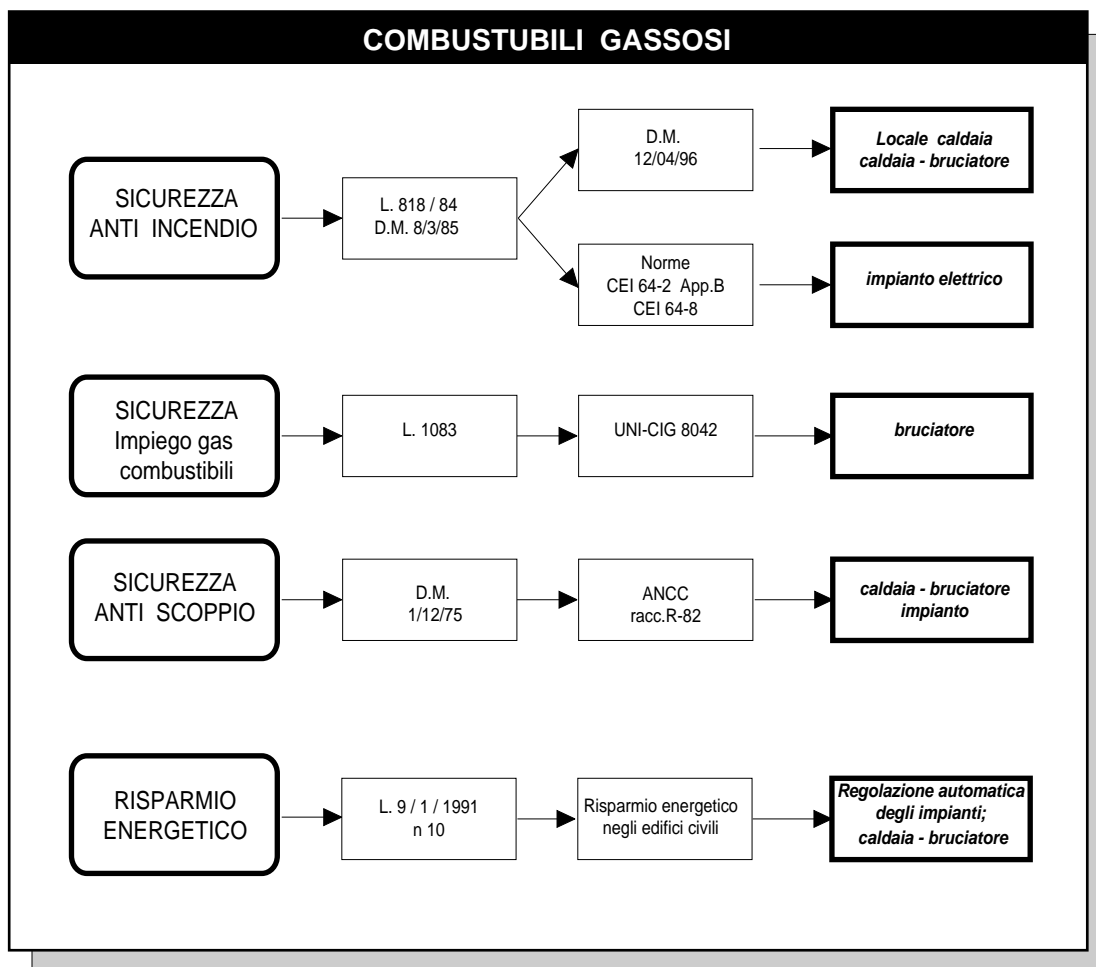 COMBUSTUBILI GASSOSI
SICUREZZA
ANTI INCENDIO
L. 818 / 84
D.M. 8/3/85
D.M.
12/04/96
Locale caldaia
caldaia - bruciatore
Norme
CEI 64-2 App.B
CEI 64-8
impianto elettrico
SICUREZZA
Impiego gas
combustibili
L. 1083
UNI-CIG 8042
bruciatore
SICUREZZA
ANTI SCOPPIO
D.M.
1/12/75
ANCC
racc.R-82
caldaia - bruciatore
impianto
RISPARMIO
ENERGETICO
L. 9 / 1 / 1991
n 10
Risparmio energetico
negli edifici civili
Regolazione automatica
degli impianti;
caldaia - bruciatore